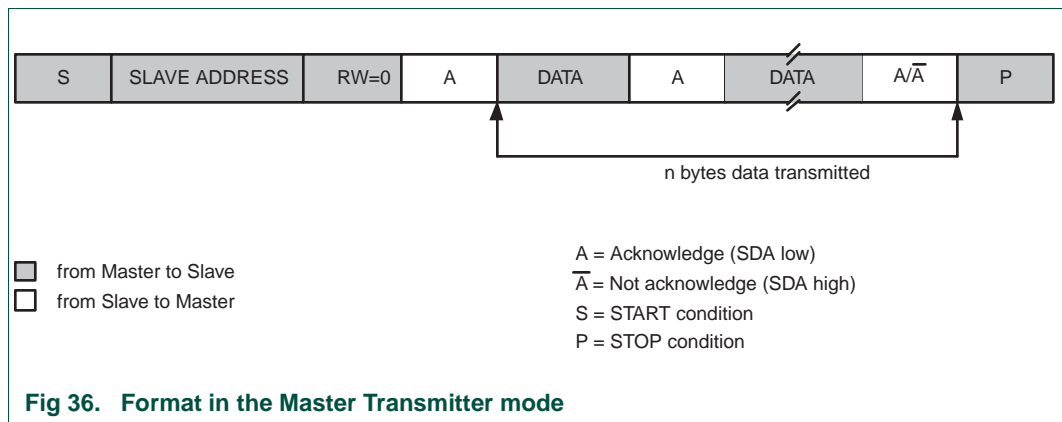 S SLAVE ADDRESS RW=0 A DATA A DATA A/A̅ P
n bytes data transmitted
from Master to Slave
from Slave to Master
A = Acknowledge (SDA low)
A̅ = Not acknowledge (SDA high)
S = START condition
P = STOP condition
Fig 36. Format in the Master Transmitter mode